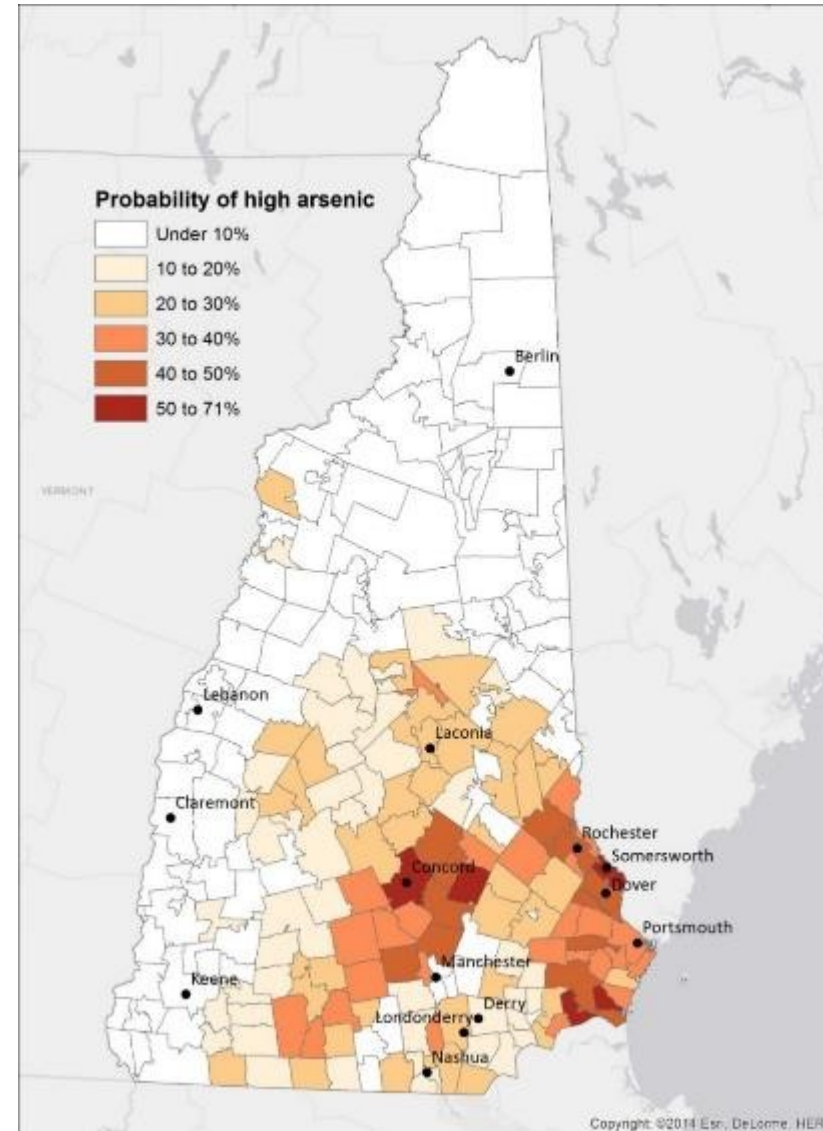 Probability of high arsenic
Under 10%
10 to 20%
20 to 30%
30 to 40%
40 to 50%
50 to 71%
Berlin
VERMONT
Lebanon
Laconia
Claremont
Rochester
Somersworth
Concord
Dover
Portsmouth
Manchester
Keene
Derry
Londonderry
Nashua
Copyright: ©2014 Esri, DeLorme, HER